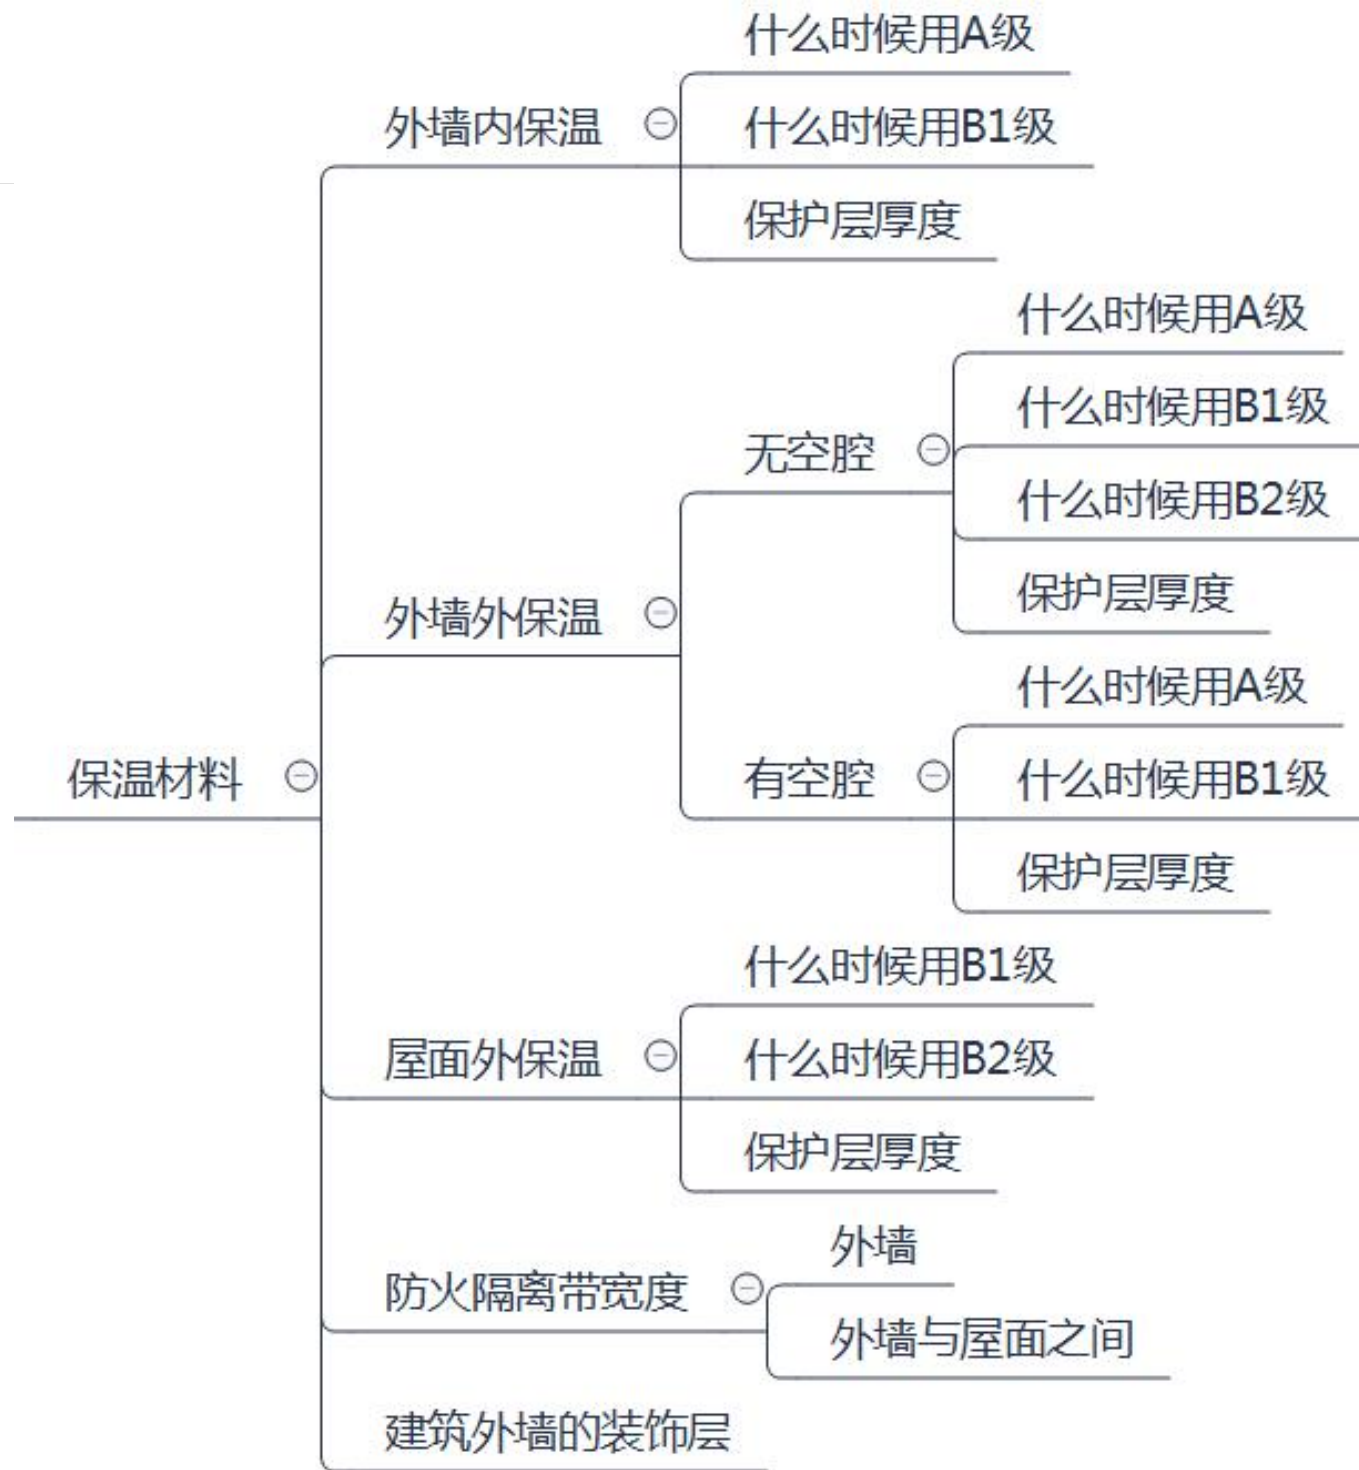 什么时候用A级
外墙内保温
什么时候用B1级
保护层厚度
什么时候用A级
什么时候用B1级
无空腔
什么时候用B2级
保护层厚度
外墙外保温
什么时候用A级
保温材料
有空腔
什么时候用B1级
保护层厚度
什么时候用B1级
屋面外保温
什么时候用B2级
保护层厚度
外墙
防火隔离带宽度
外墙与屋面之间
建筑外墙的装饰层